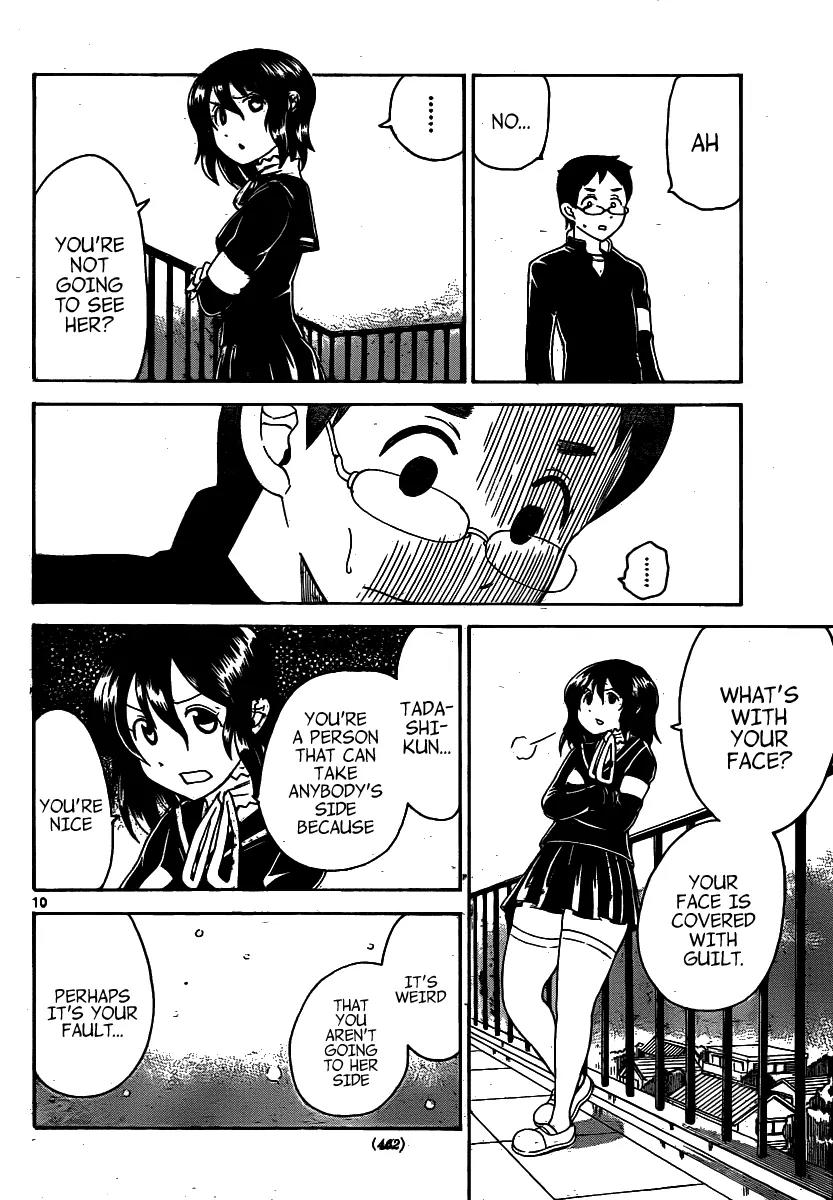 AH
NO...
......
YOU'RE
NOT
GOING
TO SEE
HER?
......
WHAT'S
WITH
YOUR
FACE?
YOUR
FACE IS
COVERED
WITH
GUILT.
TADA-
SHI-
KUN...
YOU'RE
A PERSON
THAT CAN
TAKE
ANYBODY'S
SIDE
BECAUSE
YOU'RE
NICE
10
IT'S
WEIRD
THAT
YOU
AREN'T
GOING
TO HER
SIDE
PERHAPS
IT'S YOUR
FAULT...
(462)